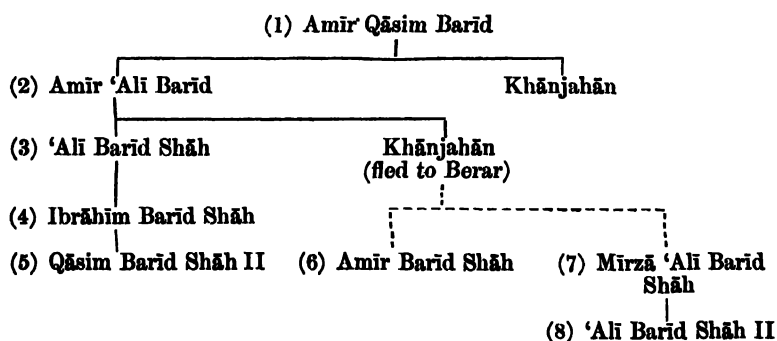 (1) Amīr Qāsim Barīd
(2) Amīr ‘Alī Barīd Khānjahān
(3) ‘Alī Barīd Shāh Khānjahān
(fled to Berar)
(4) Ibrāhīm Barīd Shāh
(5) Qāsim Barīd Shāh II (6) Amīr Barīd Shāh (7) Mīrzā ‘Alī Barīd
Shāh
(8) ‘Alī Barīd Shāh II